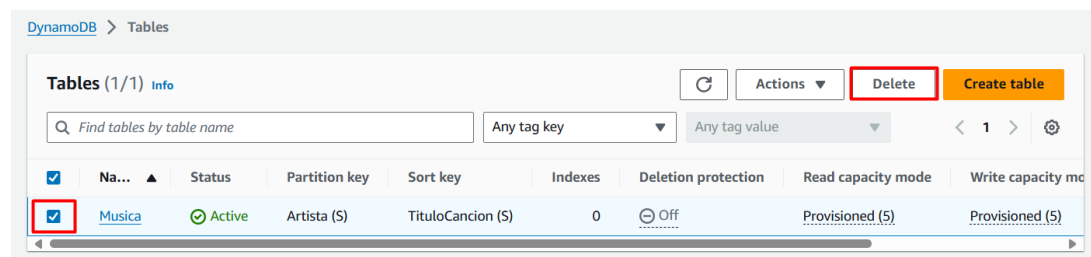 DynamoDB > Tables
Tables (1/1) Info
Actions Delete Create table
Find tables by table name Any tag key Any tag value 1
Na... Status Partition key Sort key Indexes Deletion protection Read capacity mode Write capacity mo
Musica Active Artista (S) TituloCancion (S) 0 Off Provisioned (5) Provisioned (5)